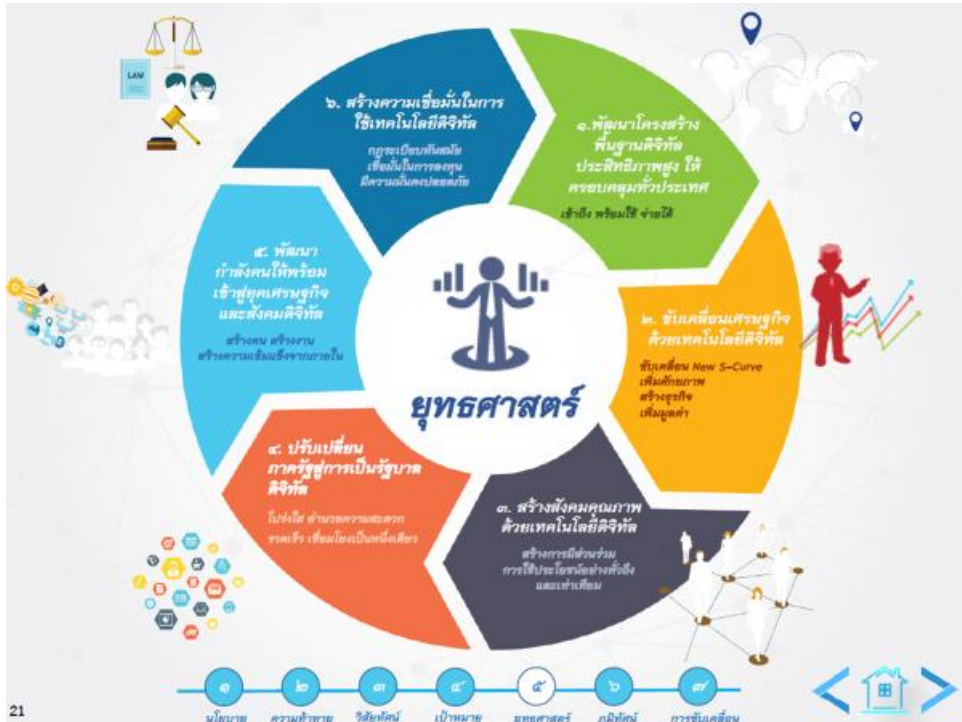 LAW
๖. สร้างความเชื่อมั่นในการ
ใช้เทคโนโลยีดิจิทัล
กฎระเบียบทันสมัย
เชื่อมั่นในการลงทุน
มีความมั่นคงปลอดภัย
๑.พัฒนาโครงสร้าง
พื้นฐานดิจิทัล
ประสิทธิภาพสูง ให้
ครอบคลุมทั่วประเทศ
เข้าถึง พร้อมใช้ จ่ายได้
๕. พัฒนา
กำลังคนให้พร้อม
เข้าสู่ยุคเศรษฐกิจ
และสังคมดิจิทัล
สร้างคน สร้างงาน
สร้างความเข้มแข็งจากภายใน
๒. ขับเคลื่อนเศรษฐกิจ
ด้วยเทคโนโลยีดิจิทัล
ขับเคลื่อน New S-Curve
เพิ่มศักยภาพ
สร้างธุรกิจ
เพิ่มมูลค่า
ยุทธศาสตร์
๔. ปรับเปลี่ยน
ภาครัฐสู่การเป็นรัฐบาล
ดิจิทัล
โปร่งใส อำนวยความสะดวก
รวดเร็ว เชื่อมโยงเป็นหนึ่งเดียว
๓. สร้างสังคมคุณภาพ
ด้วยเทคโนโลยีดิจิทัล
สร้างการมีส่วนร่วม
การใช้ประโยชน์อย่างทั่วถึง
และเท่าเทียม
๑ ๒ ๓ ๔ ๕ ๖ ๗
นโยบาย ความท้าทาย วิสัยทัศน์ เป้าหมาย ยุทธศาสตร์ ภูมิทัศน์ การขับเคลื่อน
21